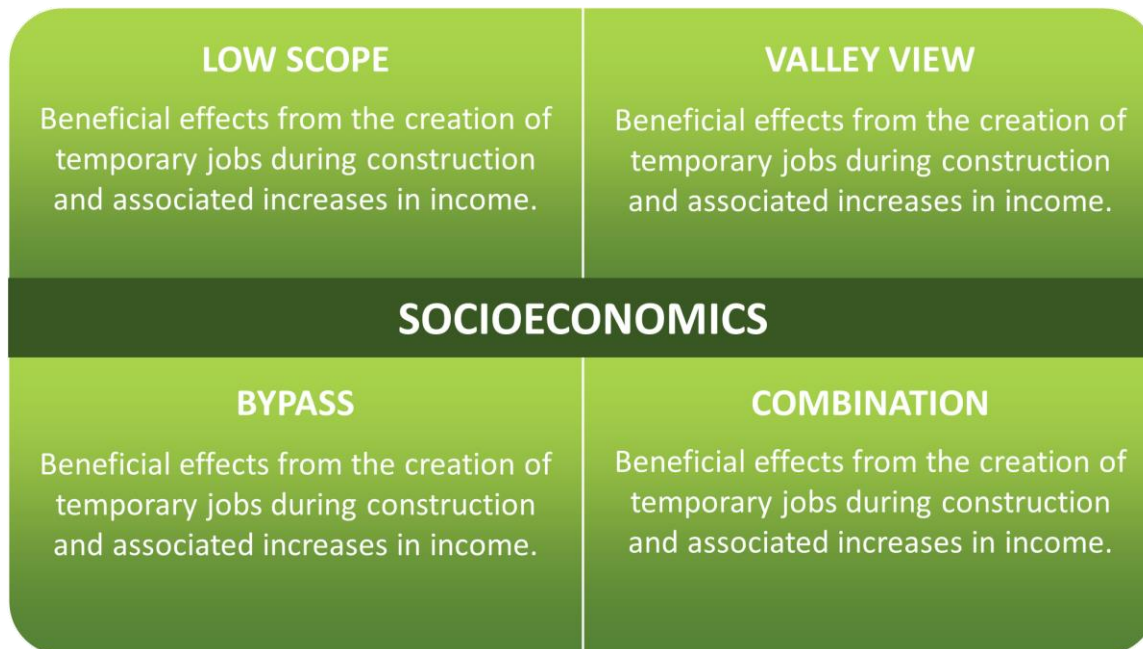 LOW SCOPE
Beneficial effects from the creation of
temporary jobs during construction
and associated increases in income.
VALLEY VIEW
Beneficial effects from the creation of
temporary jobs during construction
and associated increases in income.
SOCIOECONOMICS
BYPASS
Beneficial effects from the creation of
temporary jobs during construction
and associated increases in income.
COMBINATION
Beneficial effects from the creation of
temporary jobs during construction
and associated increases in income.